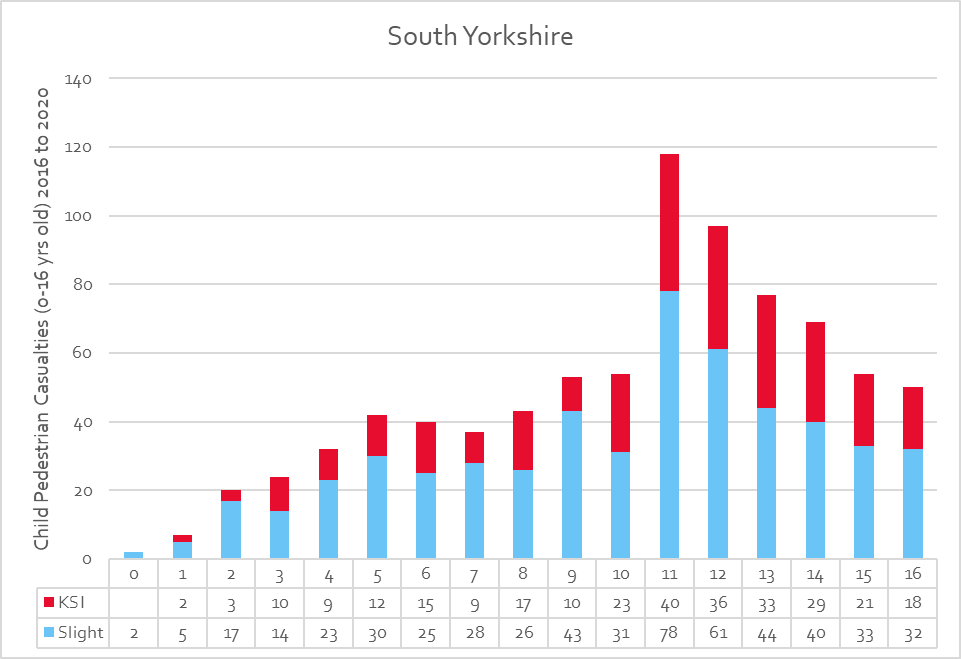 South Yorkshire
Child Pedestrian Casualties (0-16 yrs old) 2016 to 2020
140
120
100
80
60
40
20
0
0 1 2 3 4 5 6 7 8 9 10 11 12 13 14 15 16
KSI 2 3 10 9 12 15 9 17 10 23 40 36 33 29 21 18
Slight 2 5 17 14 23 30 25 28 26 43 31 78 61 44 40 33 32